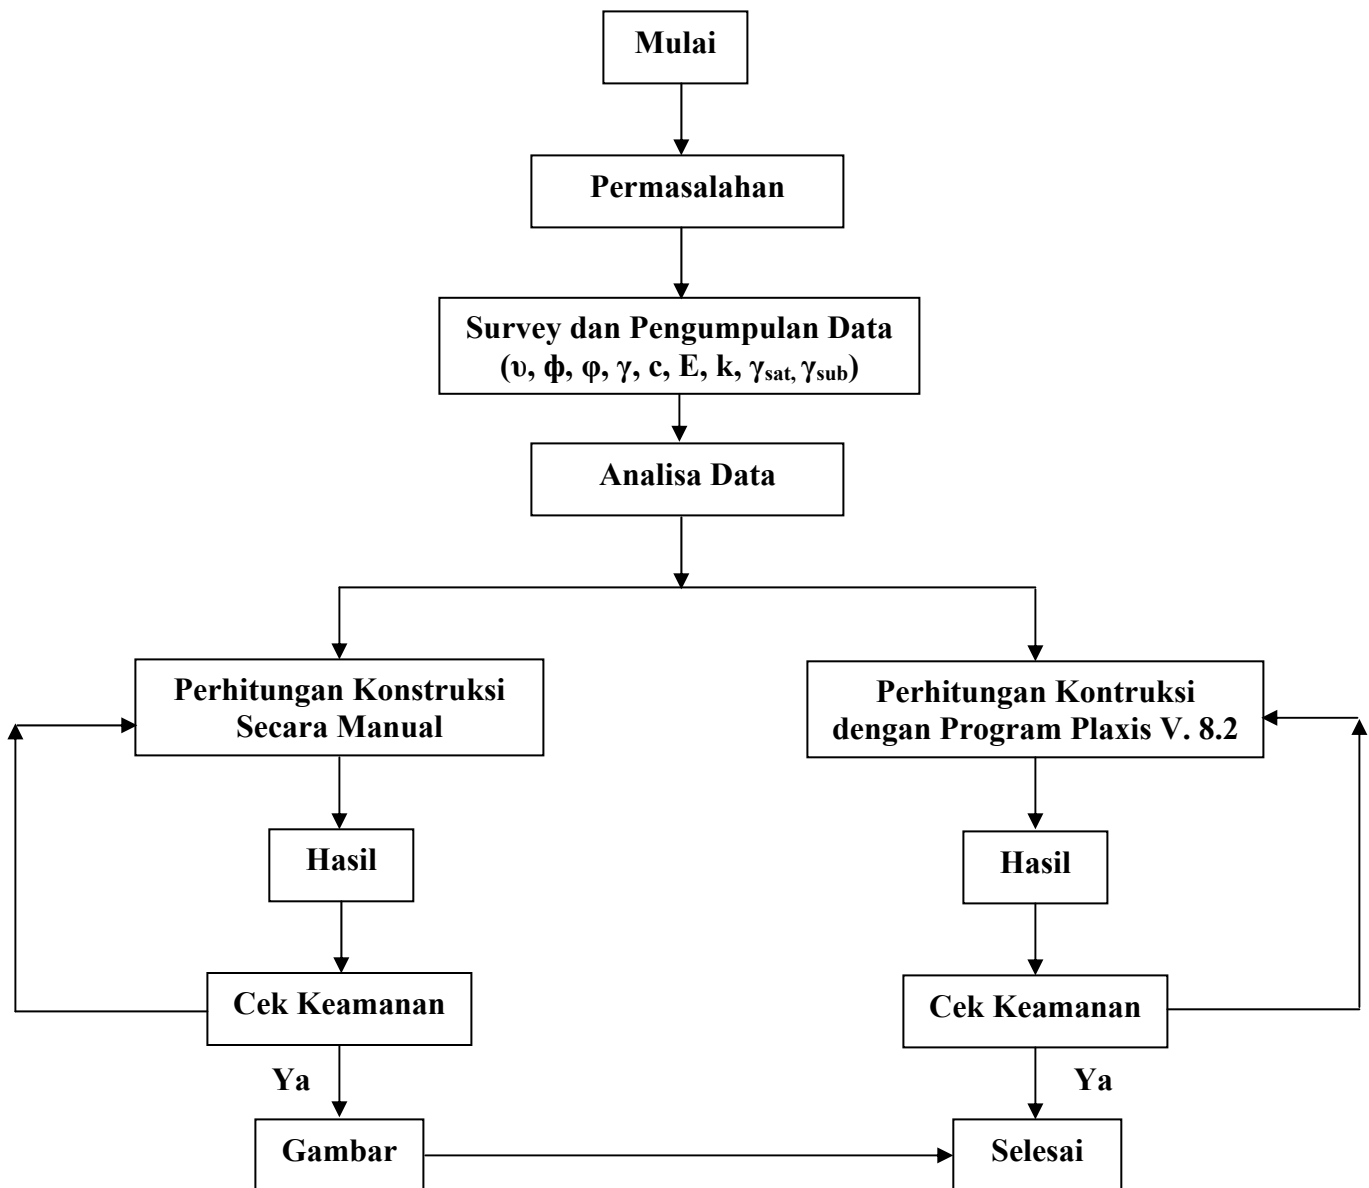 Mulai
Permasalahan
Survey dan Pengumpulan Data
(υ, ф, φ, γ, c, E, k, γsat, γsub)
Analisa Data
Perhitungan Konstruksi
Secara Manual
Perhitungan Kontruksi
dengan Program Plaxis V. 8.2
Hasil
Hasil
Cek Keamanan
Cek Keamanan
Ya
Ya
Gambar
Selesai